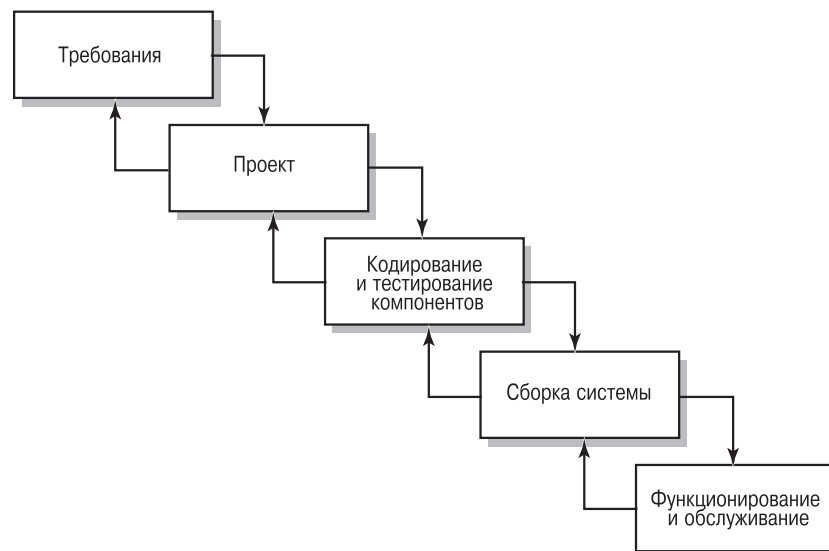 Требования
Проект
Кодирование
и тестирование
компонентов
Сборка системы
Функционирование
и обслуживание